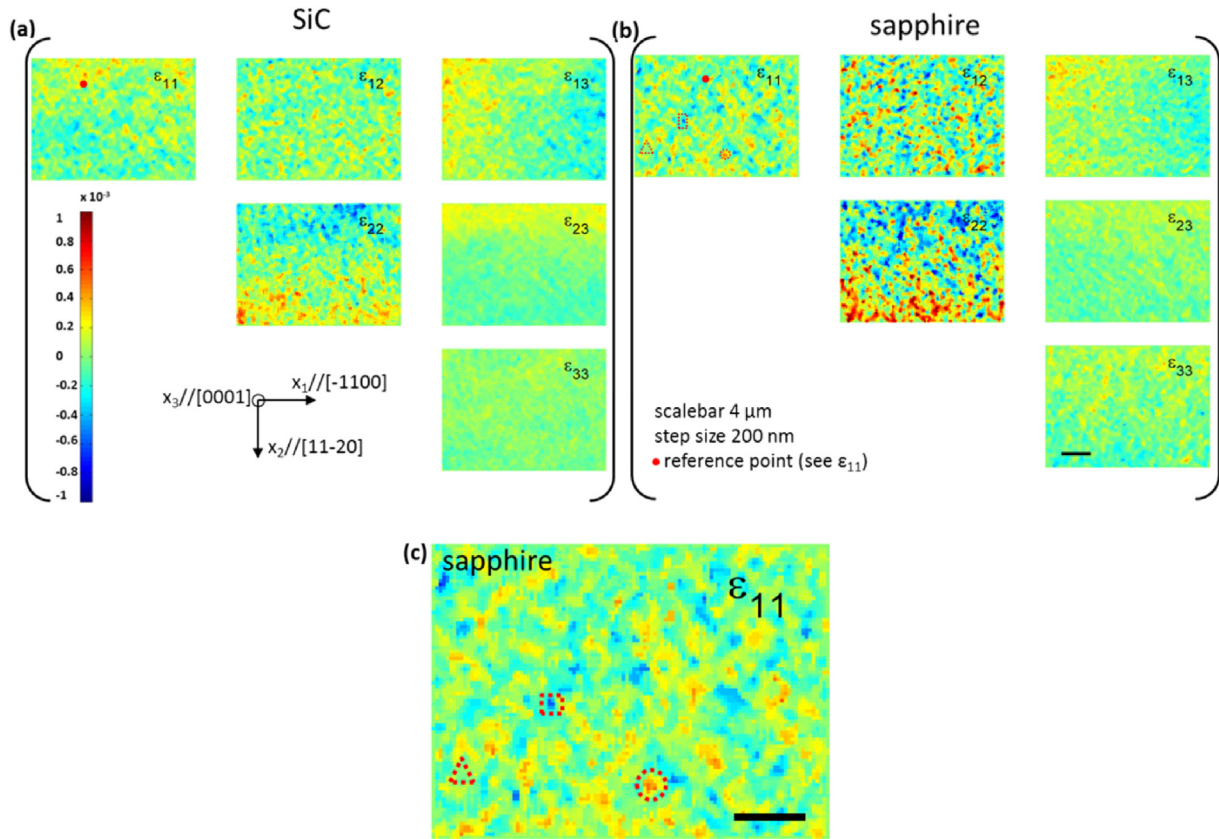 SiC
(a)
ε11
ε12
ε13
x 10-3
1
0.8
0.6
0.4
0.2
0
-0.2
-0.4
-0.6
-0.8
-1
ε22
ε23
ε33
x3//[0001]
x1//[-1100]
x2//[11-20]
sapphire
(b)
ε11
ε12
ε13
ε22
ε23
ε33
scalebar 4 µm
step size 200 nm
reference point (see ε11)
(c)
sapphire
ε11